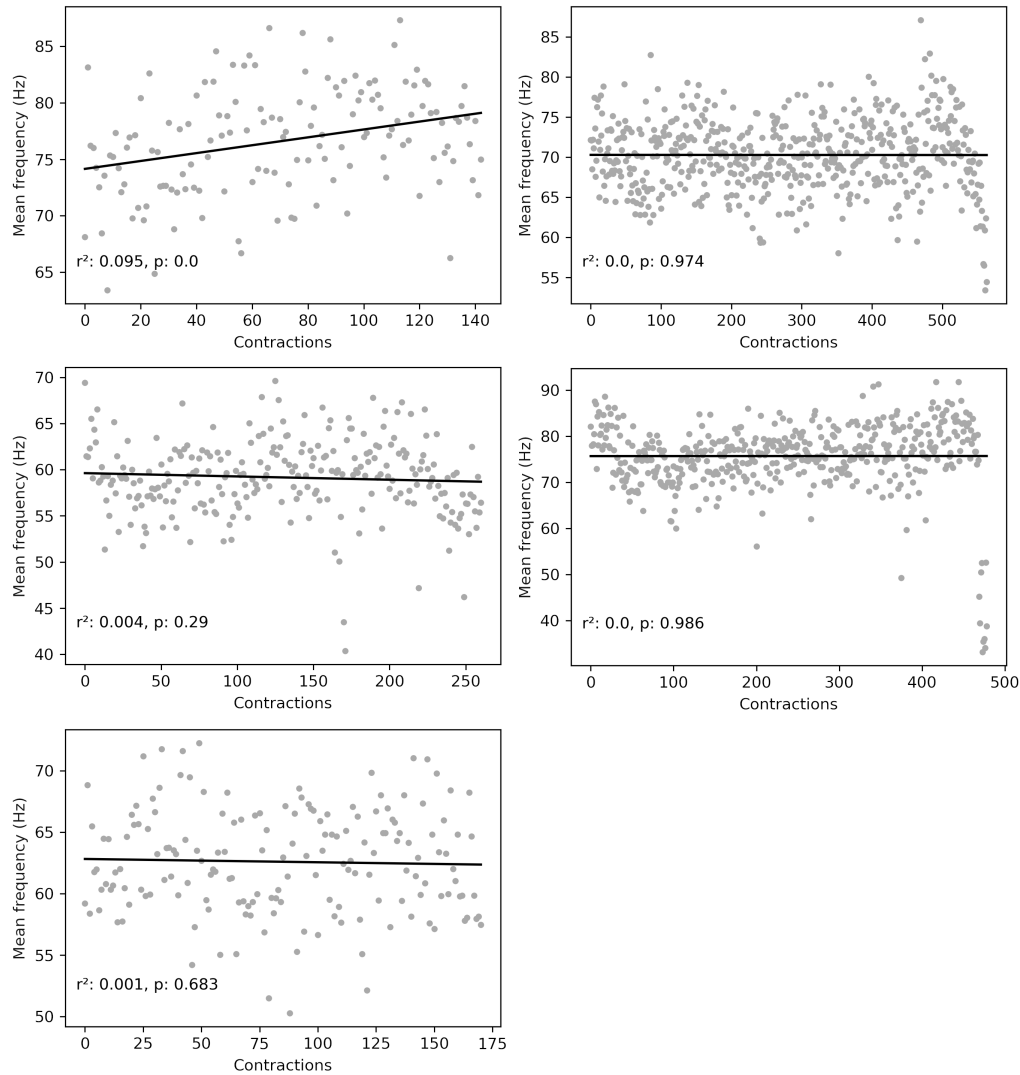 85
80
75
70
65
Mean frequency (Hz)
r²: 0.095, p: 0.0
0 20 40 60 80 100 120 140
Contractions
85
80
75
70
65
60
55
Mean frequency (Hz)
r²: 0.0, p: 0.974
0 100 200 300 400 500
Contractions
70
65
60
55
50
45
40
Mean frequency (Hz)
r²: 0.004, p: 0.29
0 50 100 150 200 250
Contractions
90
80
70
60
50
40
Mean frequency (Hz)
r²: 0.0, p: 0.986
0 100 200 300 400 500
Contractions
70
65
60
55
50
Mean frequency (Hz)
r²: 0.001, p: 0.683
0 25 50 75 100 125 150 175
Contractions